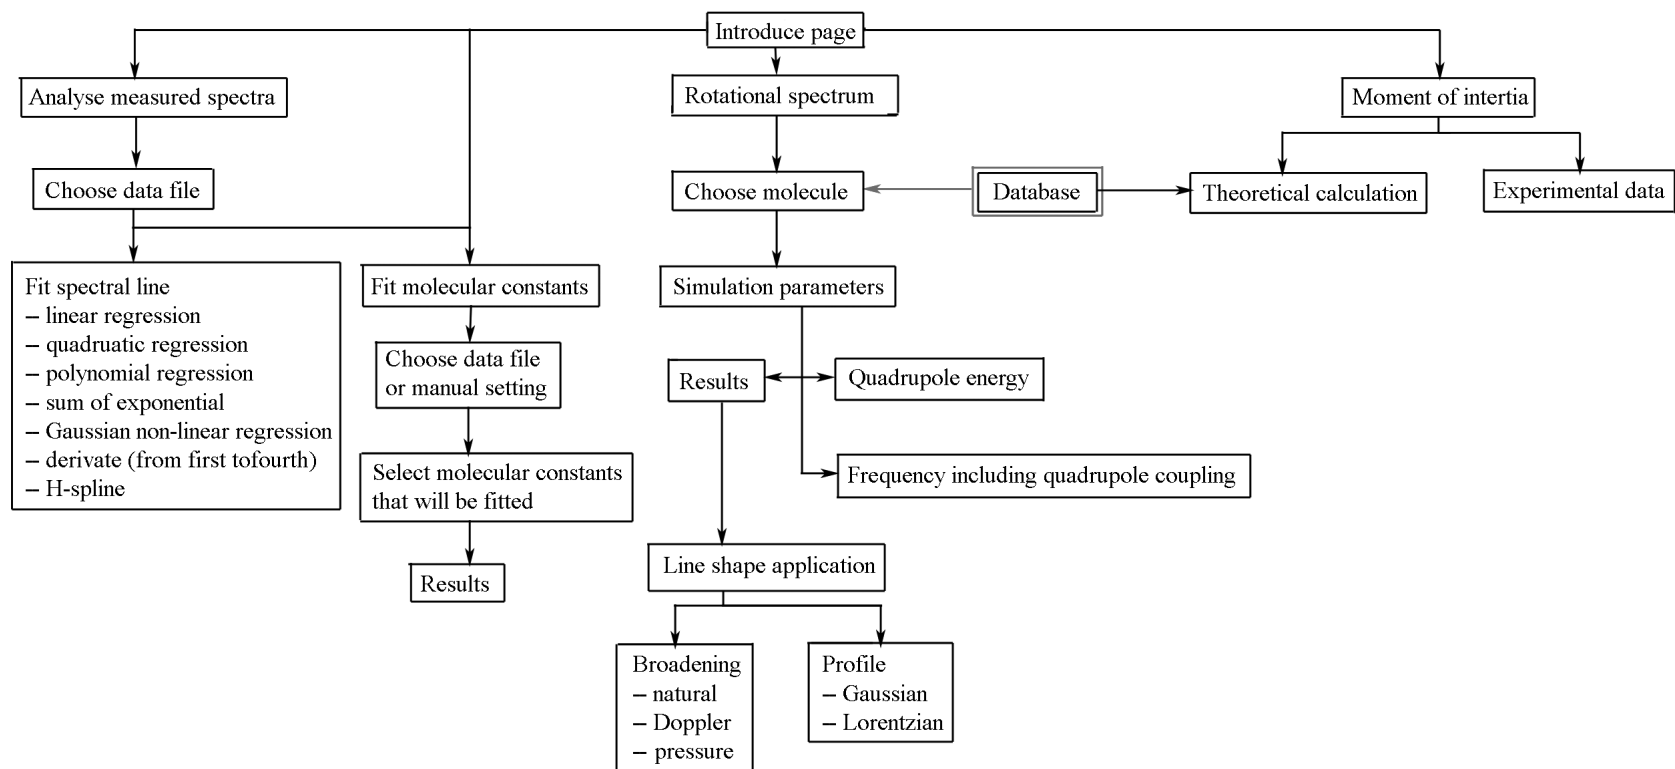 Introduce page
Analyse measured spectra
Rotational spectrum
Moment of intertia
Choose data file
Choose molecule
Database
Theoretical calculation
Experimental data
Fit spectral line
– linear regression
– quadruatic regression
– polynomial regression
– sum of exponential
– Gaussian non-linear regression
– derivate (from first tofourth)
– H-spline
Fit molecular constants
Choose data file
or manual setting
Select molecular constants
that will be fitted
Results
Simulation parameters
Results
Quadrupole energy
Frequency including quadrupole coupling
Line shape application
Broadening
– natural
– Doppler
– pressure
Profile
– Gaussian
– Lorentzian